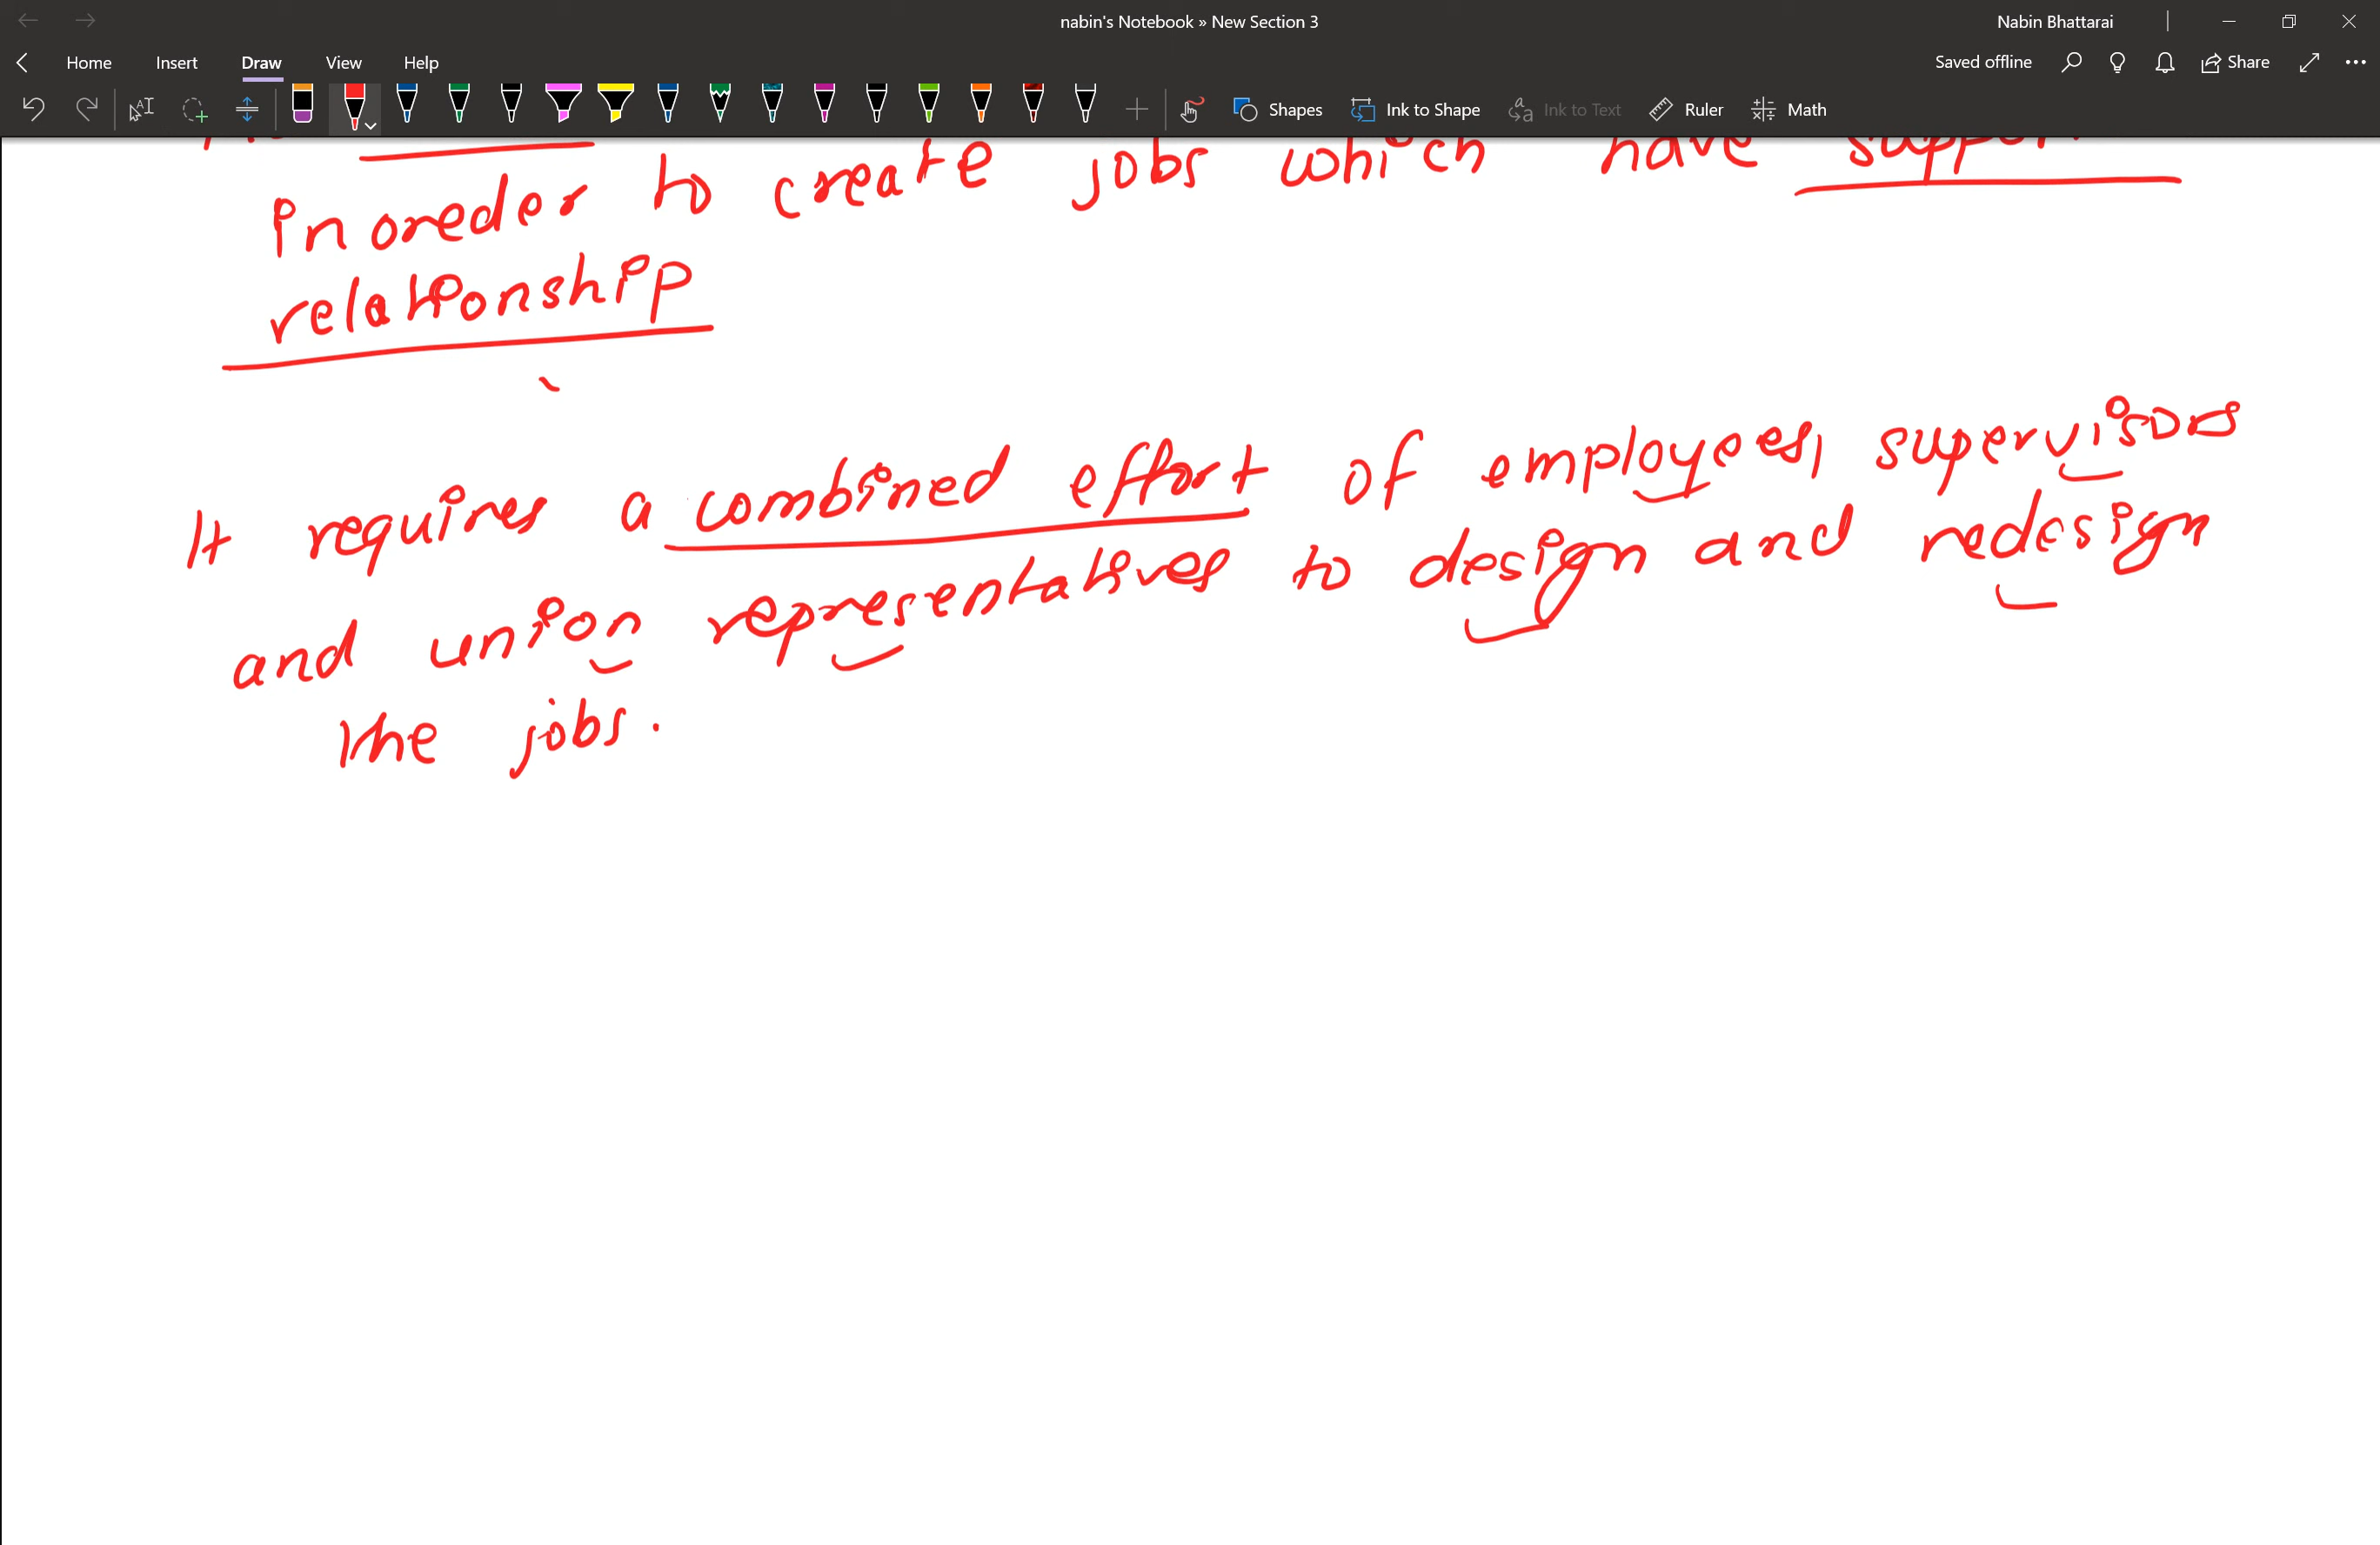 nabin's Notebook » New Section 3
Nabin Bhattarai
Home Insert Draw View Help
Saved offline
Share
Shapes Ink to Shape Ink to Text Ruler Math
inoreder to create jobs which have
relationship
It requires a combined effort of employees, supervisors
and union representatives to design and redesign
the jobs.